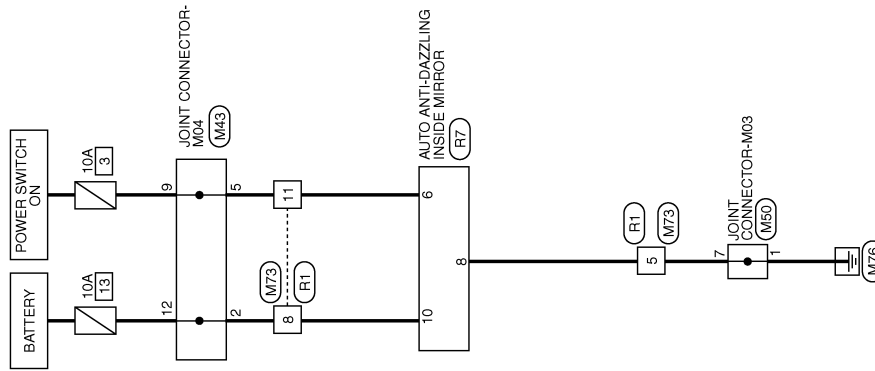 POWER SWITCH
ON
BATTERY
10A
3
10A
13
JOINT CONNECTOR-
M04
M43
9
12
5
2
11
M73
R1
8
AUTO ANTI-DAZZLING
INSIDE MIRROR
R7
6
10
8
R1
M73
5
JOINT
CONNECTOR-M03
M50
7
1
M76